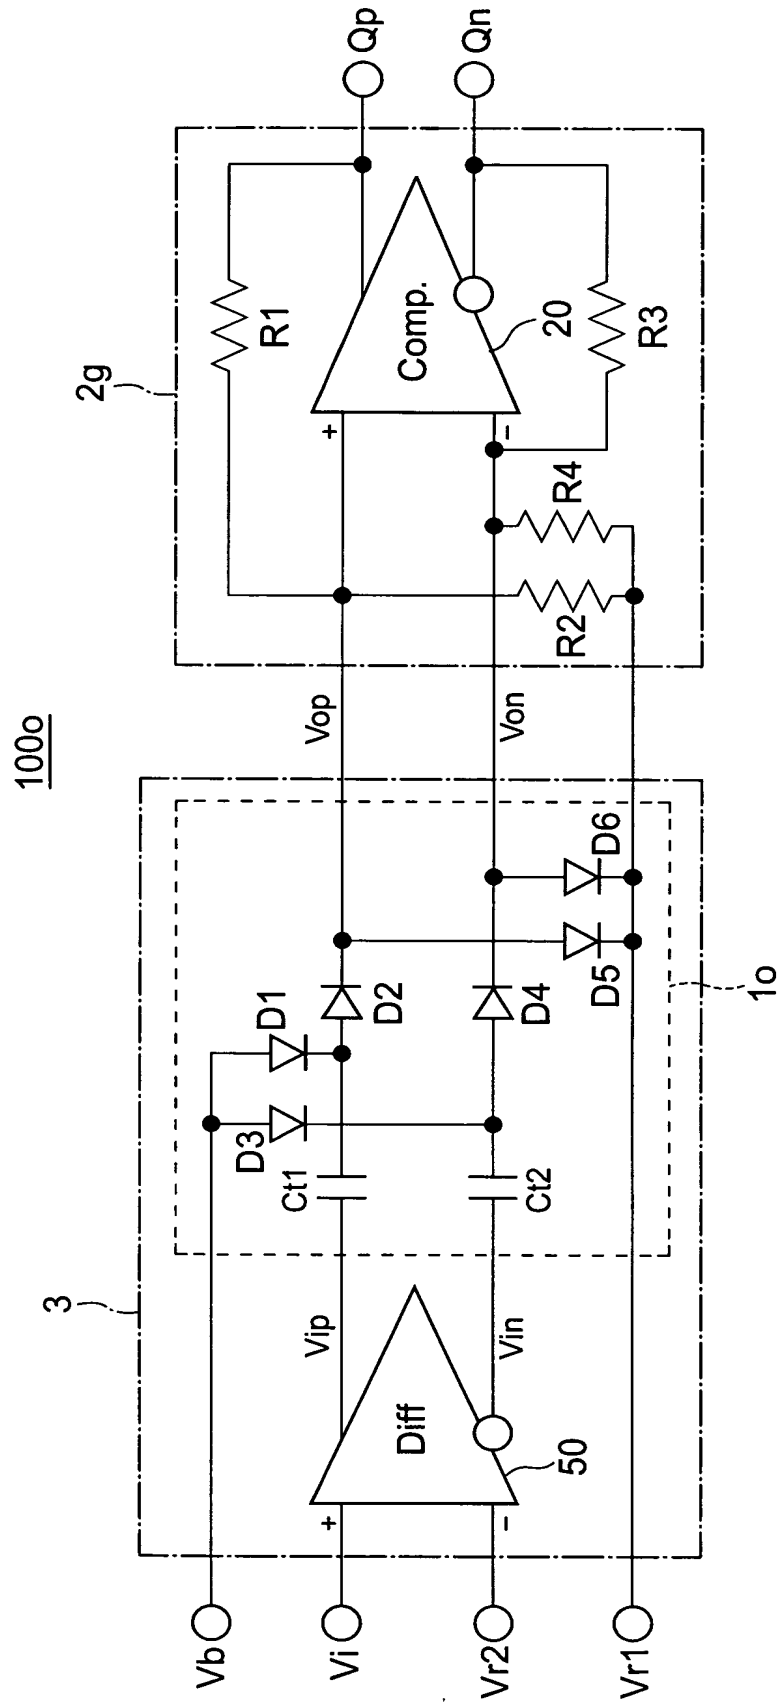 100o
3
2g
Vb
Vi
Vr2
Vr1
+
−
Diff
50
Vip
Vin
Ct1
Ct2
D3
D1
D2
D4
D5
D6
1o
Vop
Von
R1
R2
R4
+
−
Comp.
20
R3
Qp
Qn